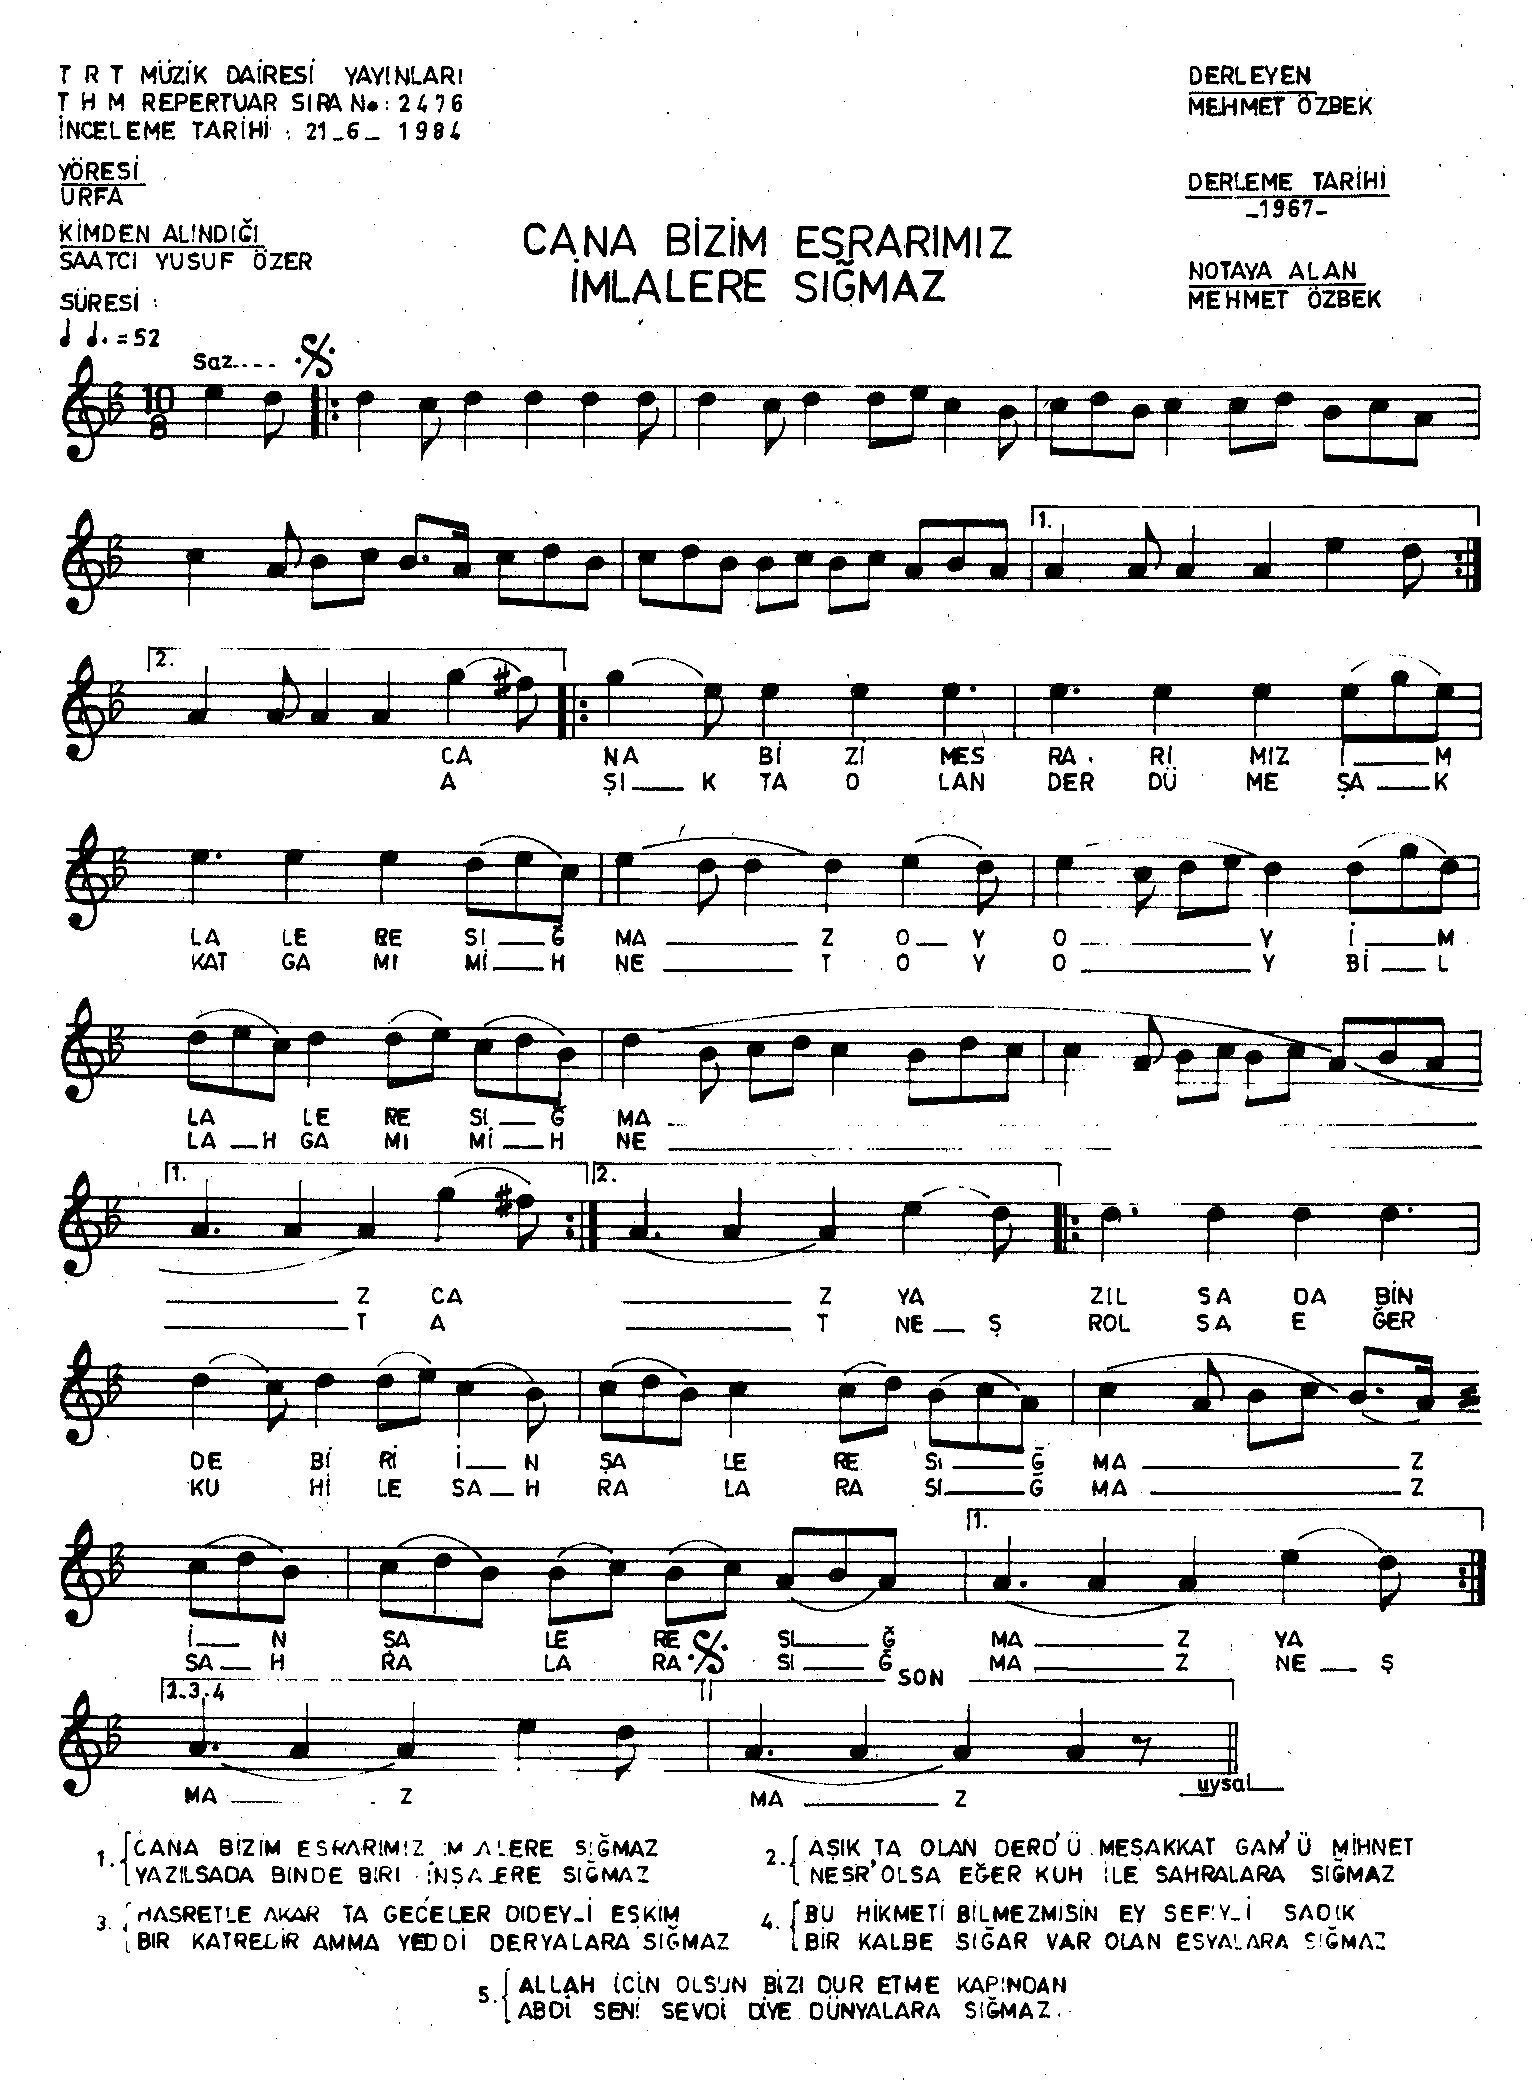 T R T MÜZİK DAİRESİ YAYINLARI
T H M REPERTUAR SIRA No: 2476
İNCELEME TARİHİ : 21-6- 1984
YÖRESİ
URFA
KİMDEN ALINDIĞI
SAATCI YUSUF ÖZER
SÜRESİ :
= 52
DERLEYEN
MEHMET ÖZBEK
DERLEME TARİHİ
-1967-
NOTAYA ALAN
MEHMET ÖZBEK
CANA BİZİM ESRARIMIZ
İMLALERE SIĞMAZ
Saz....
10
8
1.
2.
CA NA Bİ Zİ MES RA Rİ MIZ İ M
A ŞI K TA O LAN DER DÜ ME ŞA K
LA LE RE SI Ğ MA Z O Y O Y İ M
KAT GA MI Mİ H NE T O Y O Y Bİ L
LA LE RE SI Ğ MA
LA H GA MI Mİ H NE
1. 2.
Z CA Z YA ZIL SA DA BİN
T A T NE Ş ROL SA E ĞER
DE Bİ Rİ İ N ŞA LE RE SI Ğ MA Z
KU Hİ LE SA H RA LA RA SI Ğ MA Z
1.
İ N ŞA LE RE SI Ğ MA Z YA
SA H RA LA RA SI Ğ MA Z NE Ş
2.3.4 SON
MA Z MA Z
uysal
1. CANA BİZİM ESRARIMIZ İM ALERE SIĞMAZ
YAZILSADA BİNDE BİRİ İNŞALERE SIĞMAZ
2. AŞIK TA OLAN DERD'Ü MEŞAKKAT GAM'Ü MİHNET
NEŞR'OLSA EĞER KUH İLE SAHRALARA SIĞMAZ
3. HASRETLE AKAR TA GECELER DIDEY-İ EŞKIM
BIR KATREDİR AMMA YEDDİ DERYALARA SIĞMAZ
4. BU HİKMETİ BİLMEZMİSİN EY SEFİY-İ SADIK
BİR KALBE SIĞAR VAR OLAN EŞYALARA SIĞMAZ
5. ALLAH İÇİN OLSUN BİZİ DUR ETME KAPINDAN
ABDİ SENİ SEVDİ DİYE DÜNYALARA SIĞMAZ.